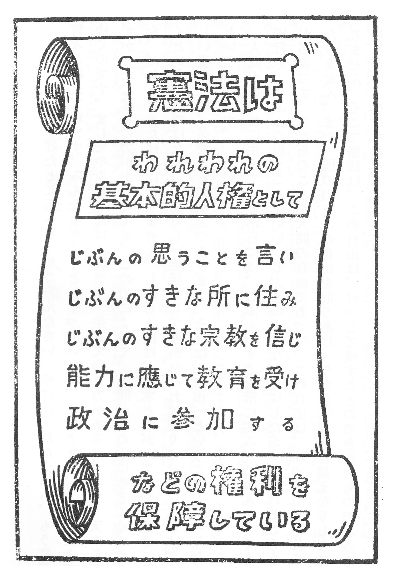 憲法は
われわれの
基本的人権として
じぶんの思うことを言い
じぶんのすきな所に住み
じぶんのすきな宗教を信じ
能力に應じて教育を受け
政治に参加する
などの権利を
保障している